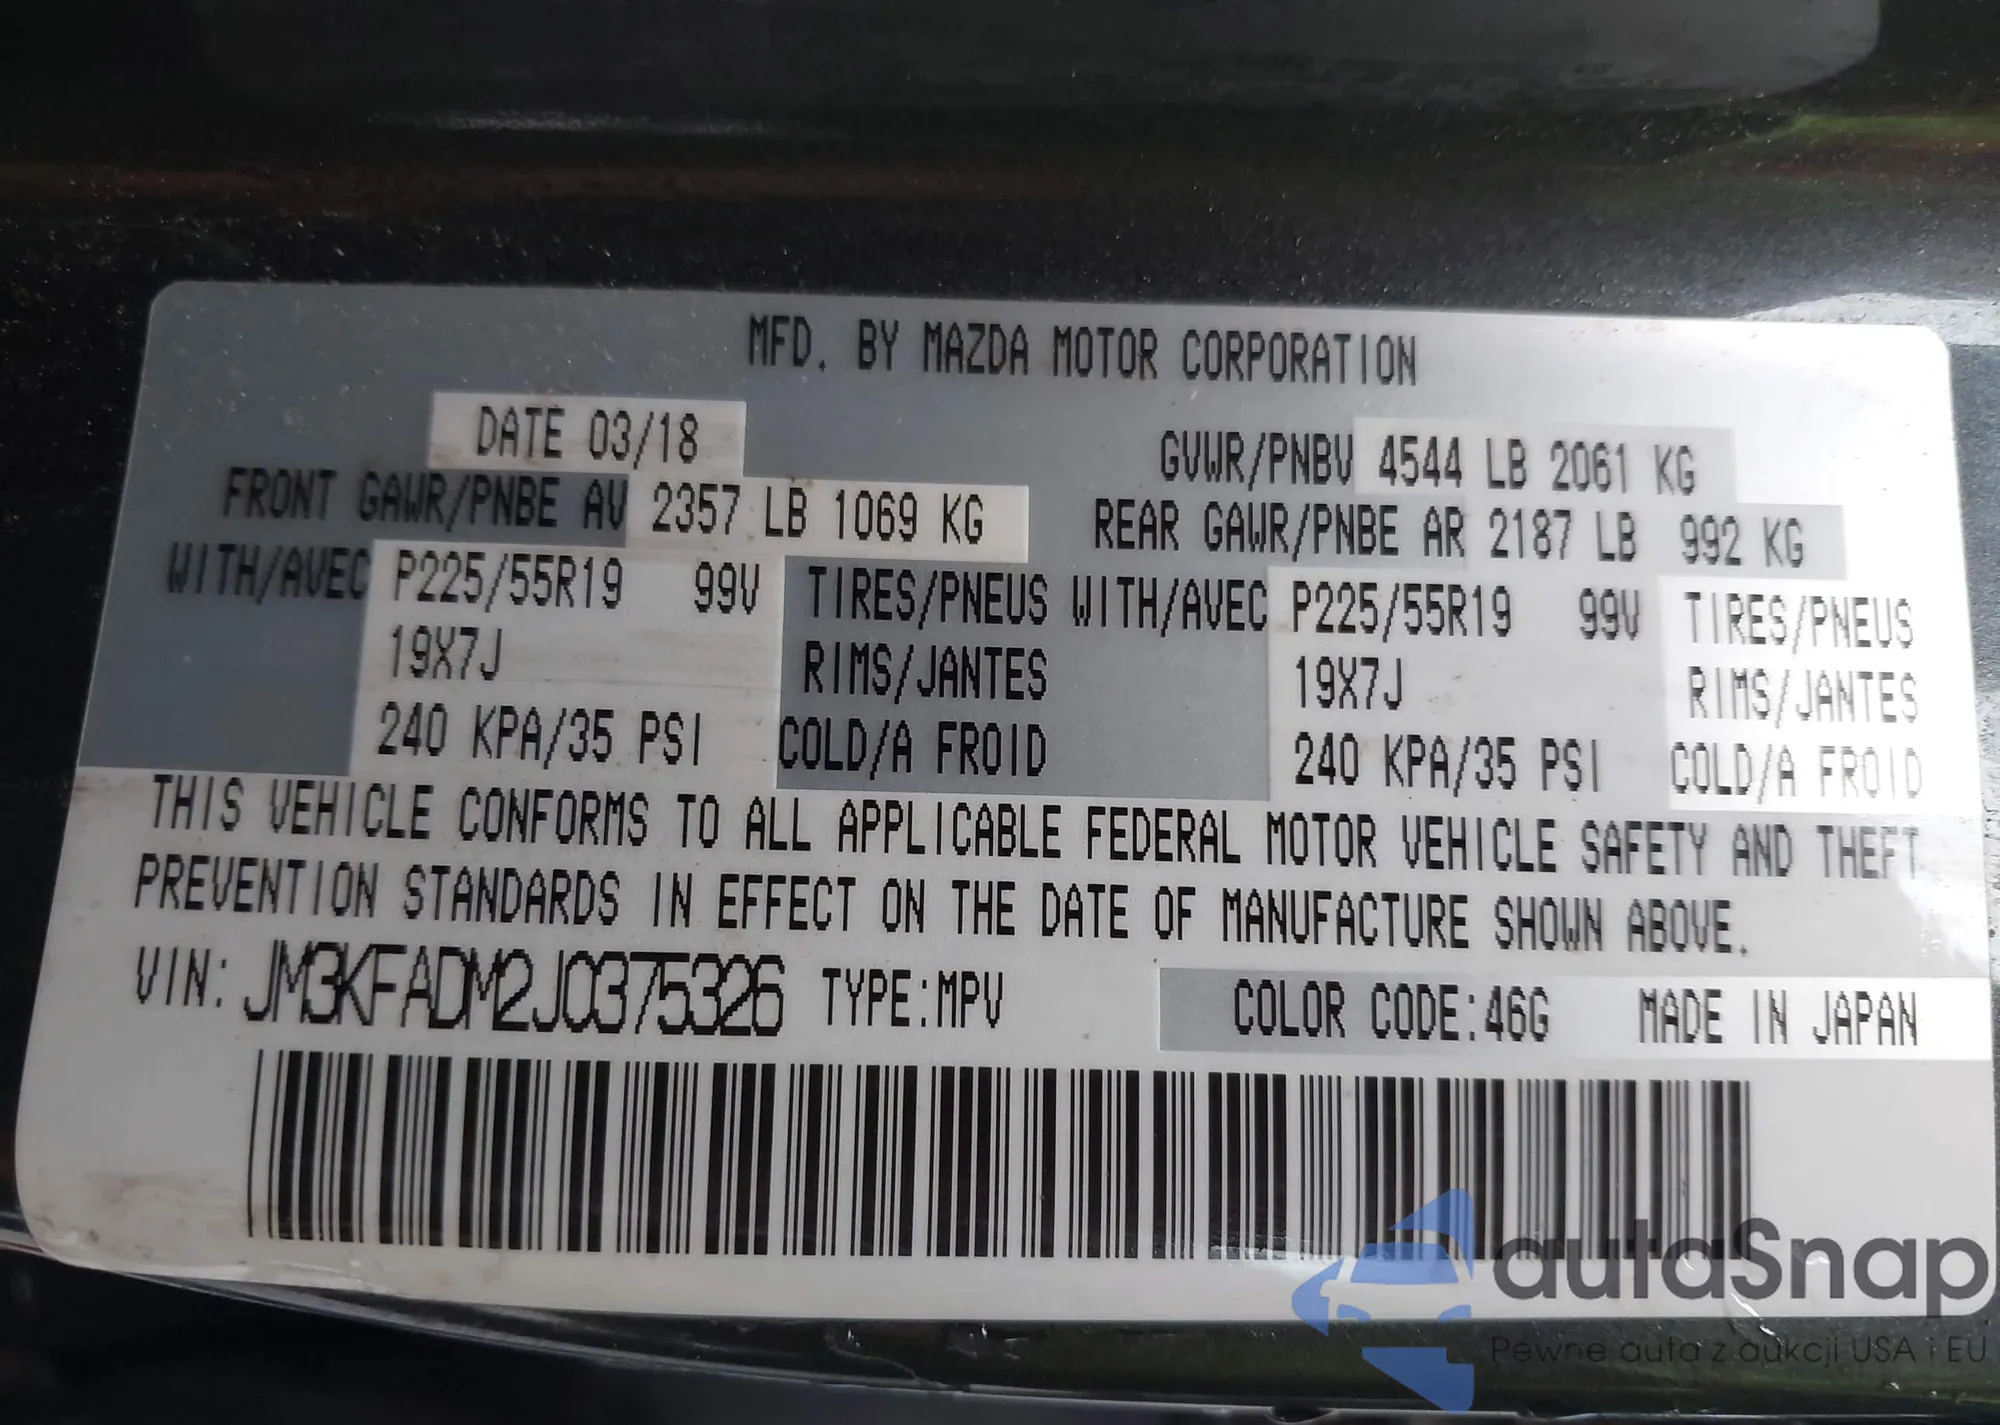 MFD. BY MAZDA MOTOR CORPORATION
DATE 03/18
GVWR/PNBV 4544 LB 2061 KG
FRONT GAWR/PNBE AV 2357 LB 1069 KG
REAR GAWR/PNBE AR 2187 LB 992 KG
WITH/AVEC P225/55R19 99V TIRES/PNEUS WITH/AVEC P225/55R19 99V TIRES/PNEUS
19X7J RIMS/JANTES 19X7J RIMS/JANTES
240 KPA/35 PSI COLD/A FROID 240 KPA/35 PSI COLD/A FROID
THIS VEHICLE CONFORMS TO ALL APPLICABLE FEDERAL MOTOR VEHICLE SAFETY AND THEFT
PREVENTION STANDARDS IN EFFECT ON THE DATE OF MANUFACTURE SHOWN ABOVE.
VIN: JM3KFADM2J0375326 TYPE:MPV COLOR CODE:46G MADE IN JAPAN
autaSnap
Pewne auta z aukcji USA i EU